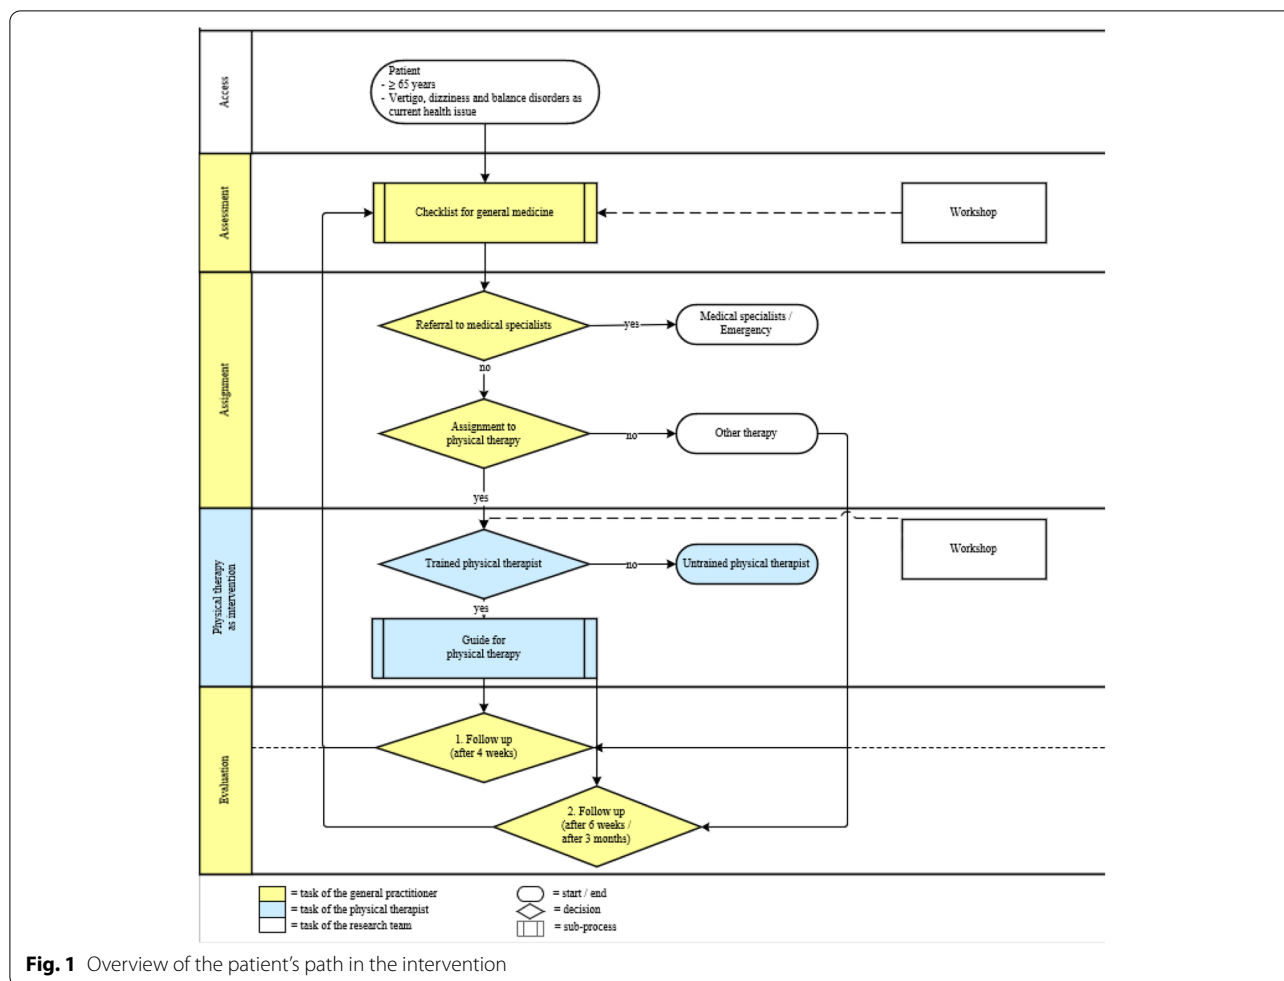 Access
Patient
- ≥ 65 years
- Vertigo, dizziness and balance disorders as
current health issue
Assessment
Checklist for general medicine
Workshop
Assignment
Referral to medical specialists
yes
Medical specialists /
Emergency
no
Assignment to
physical therapy
no
Other therapy
yes
Physical therapy
as intervention
Trained physical therapist
no
Untrained physical therapist
Workshop
yes
Guide for
physical therapy
Evaluation
1. Follow up
(after 4 weeks)
2. Follow up
(after 6 weeks /
after 3 months)
= task of the general practitioner
= task of the physical therapist
= task of the research team
= start / end
= decision
= sub-process
Fig. 1 Overview of the patient's path in the intervention